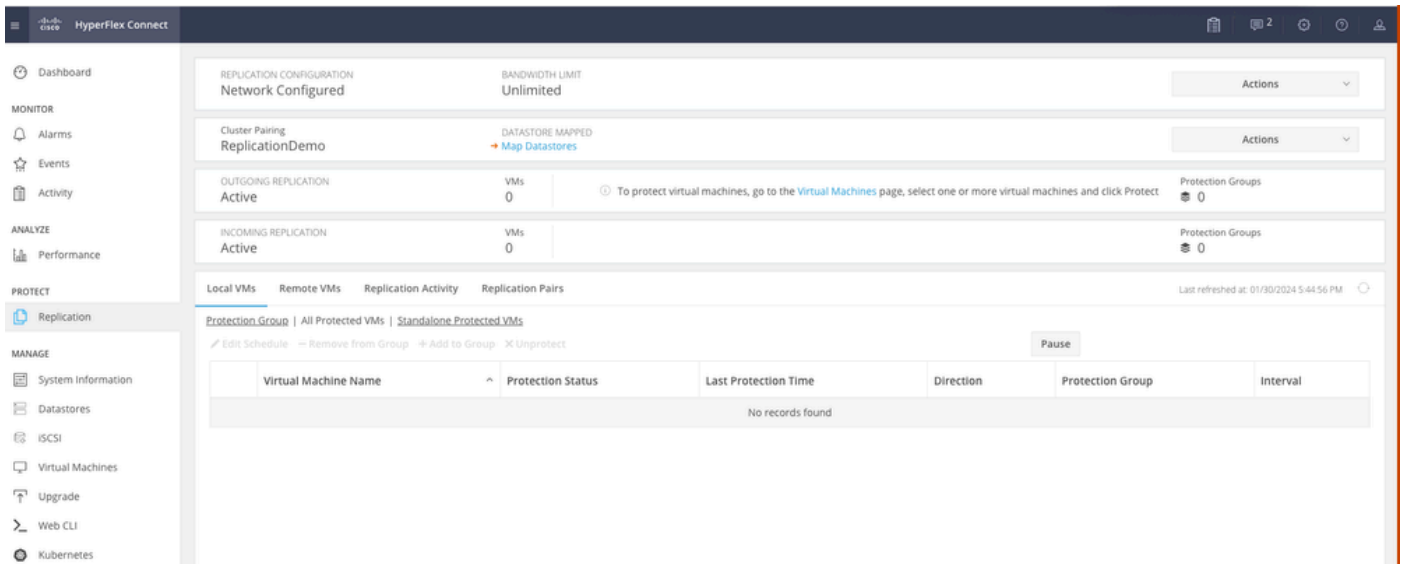 cisco HyperFlex Connect 2
Dashboard
MONITOR
Alarms
Events
Activity
ANALYZE
Performance
PROTECT
Replication
MANAGE
System Information
Datastores
iSCSI
Virtual Machines
Upgrade
Web CLI
Kubernetes
REPLICATION CONFIGURATION BANDWIDTH LIMIT
Network Configured Unlimited Actions
Cluster Pairing DATASTORE MAPPED
ReplicationDemo Map Datastores Actions
OUTGOING REPLICATION VMs Protection Groups
Active 0 To protect virtual machines, go to the Virtual Machines page, select one or more virtual machines and click Protect 0
INCOMING REPLICATION VMs Protection Groups
Active 0 0
Local VMs Remote VMs Replication Activity Replication Pairs Last refreshed at: 01/30/2024 5:44:56 PM
Protection Group | All Protected VMs | Standalone Protected VMs
Edit Schedule Remove from Group + Add to Group X Unprotect Pause
Virtual Machine Name Protection Status Last Protection Time Direction Protection Group Interval
No records found